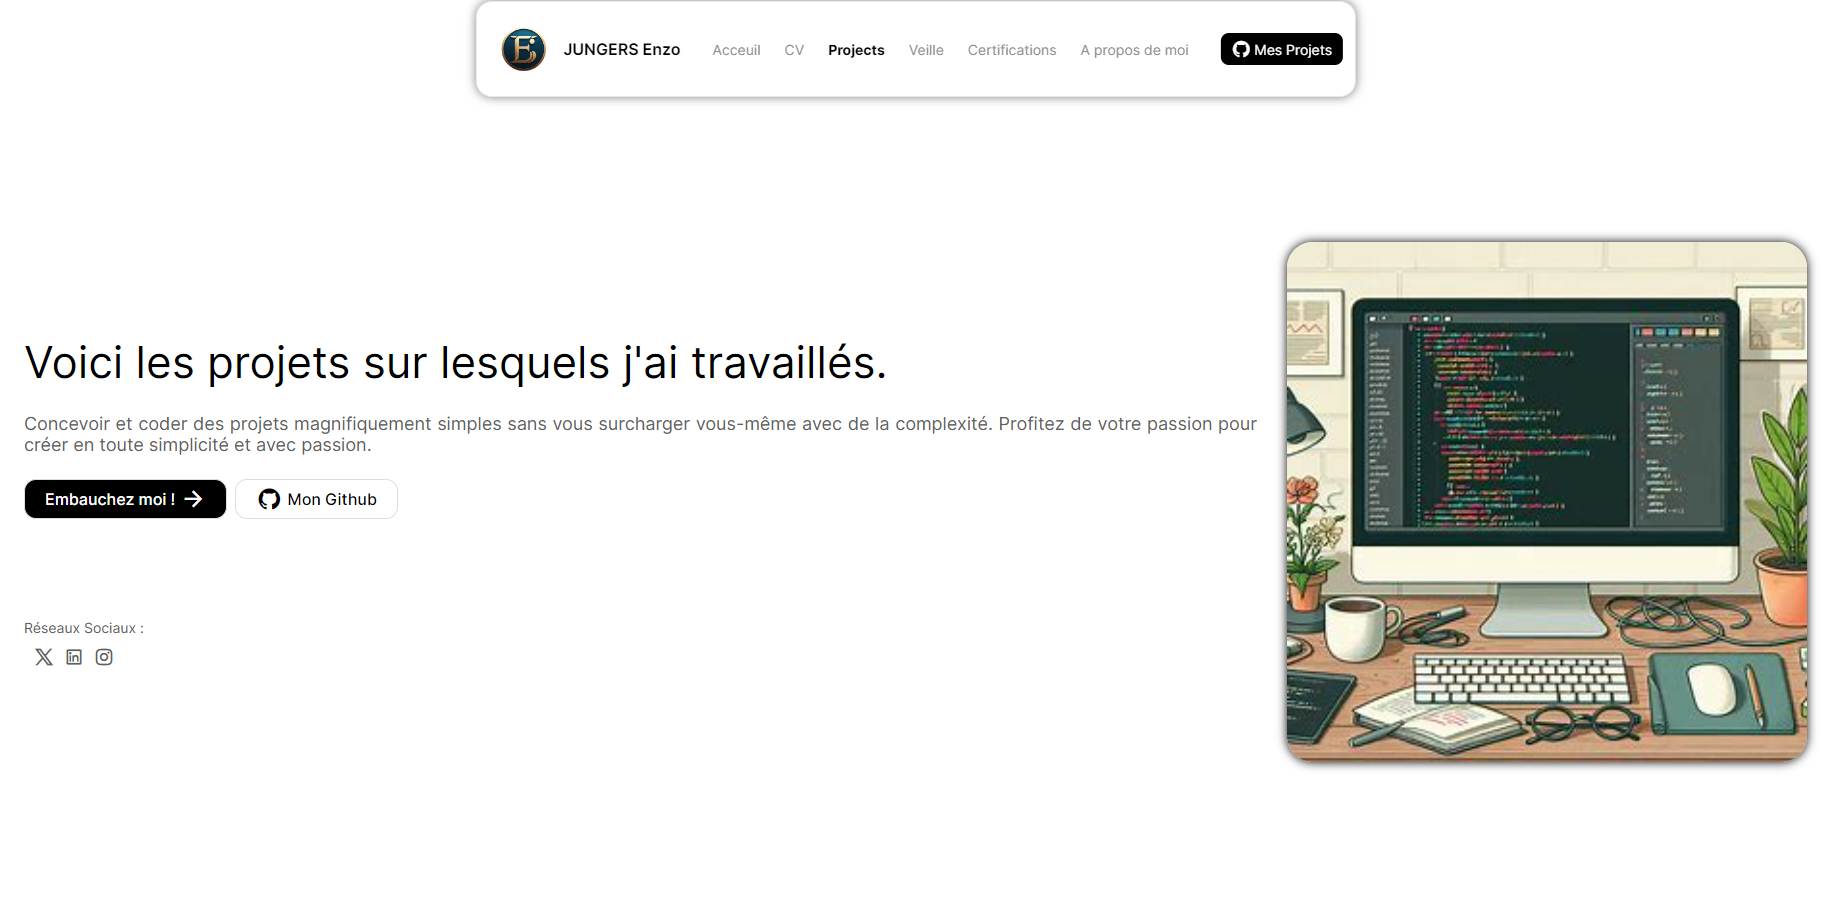 JUNGERS Enzo
Acceuil
CV
Projects
Veille
Certifications
A propos de moi
Mes Projets
Voici les projets sur lesquels j'ai travaillés.
Concevoir et coder des projets magnifiquement simples sans vous surcharger vous-même avec de la complexité. Profitez de votre passion pour
créer en toute simplicité et avec passion.
Embauchez moi !
Mon Github
Réseaux Sociaux :